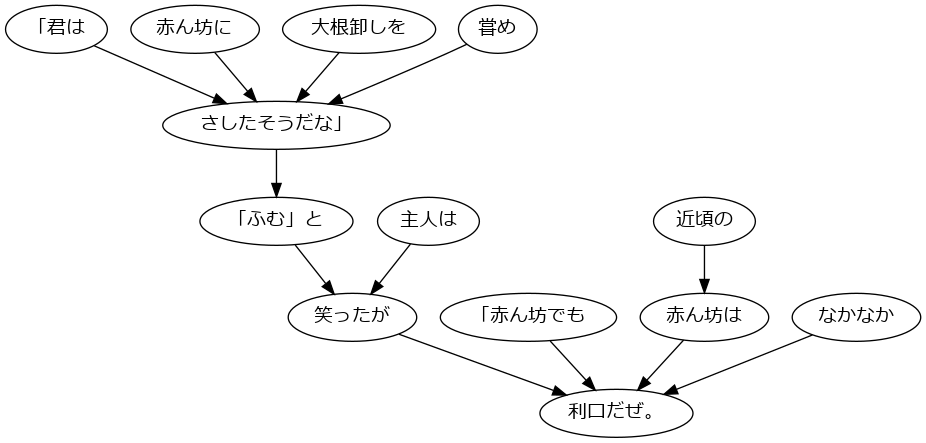 「君は 赤ん坊に 大根卸しを 甞め
さしたそうだな」
「ふむ」と 主人は 近頃の
笑ったが 「赤ん坊でも 赤ん坊は なかなか
利口だぜ。